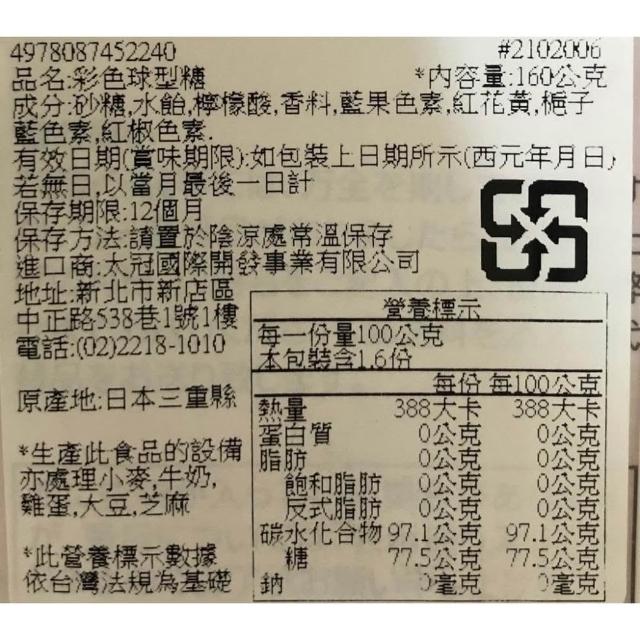 4978087452240 #2102006
品名:彩色球型糖 *內容量:160公克
成分:砂糖,水飴,檸檬酸,香料,藍果色素,紅花黃,梔子
藍色素,紅椒色素.
有效日期(賞味期限):如包裝上日期所示(西元年月日)
若無日,以當月最後一日計
保存期限:12個月
保存方法:請置於陰涼處常溫保存
進口商:太冠國際開發事業有限公司
地址:新北市新店區
中正路538巷1號1樓
電話:(02)2218-1010
原產地:日本三重縣
*生產此食品的設備
亦處理小麥,牛奶,
雞蛋,大豆,芝麻
*此營養標示數據
依台灣法規為基礎
營養標示
每一份量100公克
本包裝含1.6份
每份 每100公克
熱量 388大卡 388大卡
蛋白質 0公克 0公克
脂肪 0公克 0公克
飽和脂肪 0公克 0公克
反式脂肪 0公克 0公克
碳水化合物 97.1公克 97.1公克
糖 77.5公克 77.5公克
鈉 0毫克 0毫克